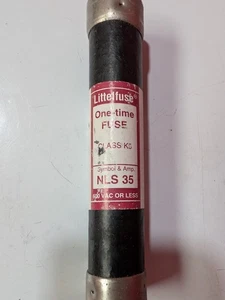 Littelfuse®
One-time
FUSE
CLASS K5
Symbol & Amp.
NLS 35
600 VAC OR LESS